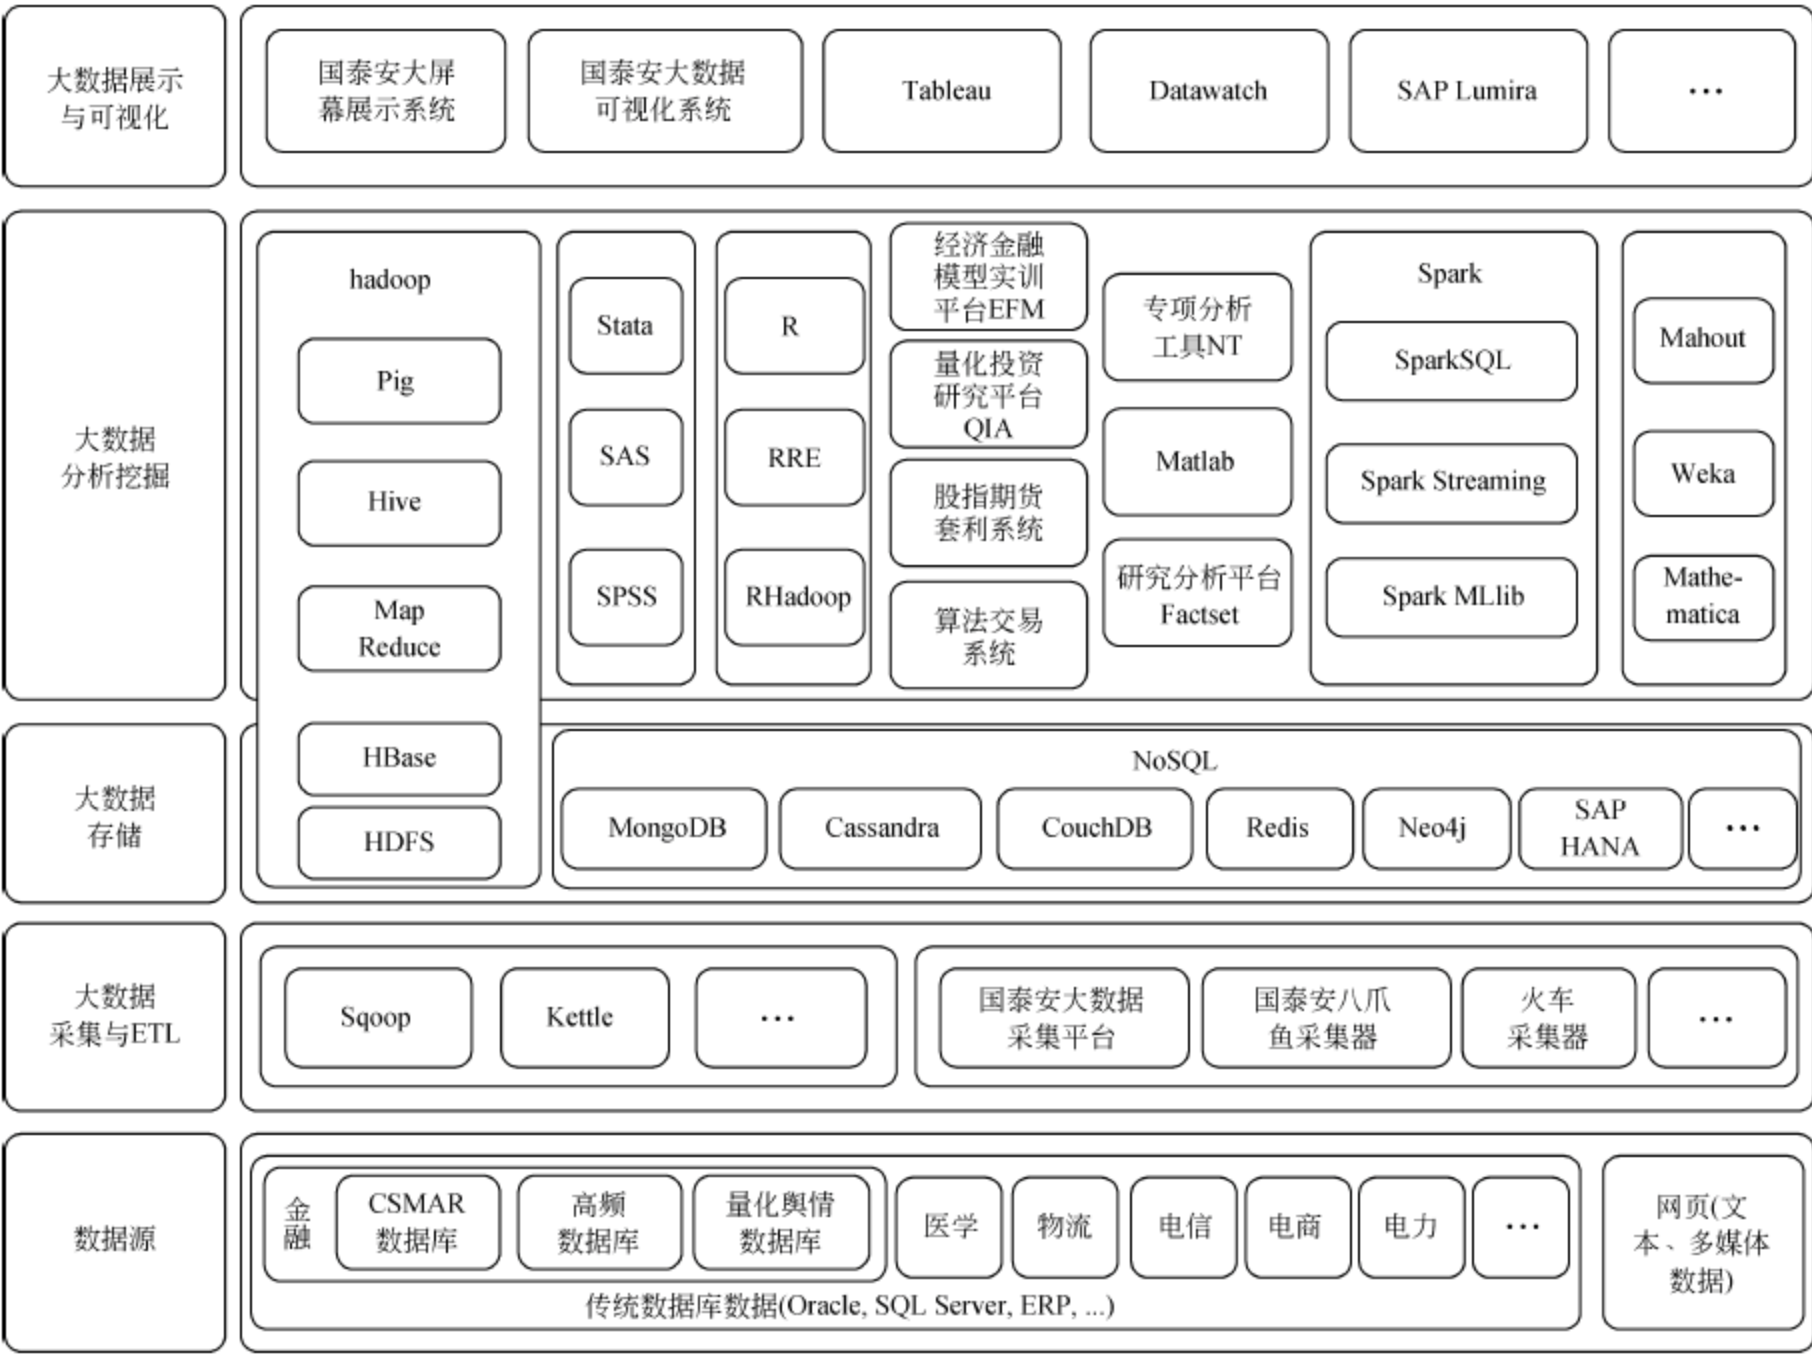 大数据展示
与可视化
国泰安大屏
幕展示系统
国泰安大数据
可视化系统
Tableau
Datawatch
SAP Lumira
···
大数据
分析挖掘
hadoop
Pig
Hive
Map
Reduce
HBase
HDFS
Stata
SAS
SPSS
R
RRE
RHadoop
经济金融
模型实训
平台EFM
量化投资
研究平台
QIA
股指期货
套利系统
算法交易
系统
专项分析
工具NT
Matlab
研究分析平台
Factset
Spark
SparkSQL
Spark Streaming
Spark MLlib
Mahout
Weka
Mathe-
matica
大数据
存储
NoSQL
MongoDB
Cassandra
CouchDB
Redis
Neo4j
SAP
HANA
···
大数据
采集与ETL
Sqoop
Kettle
···
国泰安大数据
采集平台
国泰安八爪
鱼采集器
火车
采集器
···
数据源
金
融
CSMAR
数据库
高频
数据库
量化舆情
数据库
医学
物流
电信
电商
电力
···
传统数据库数据(Oracle, SQL Server, ERP, ...)
网页(文
本、多媒体
数据)